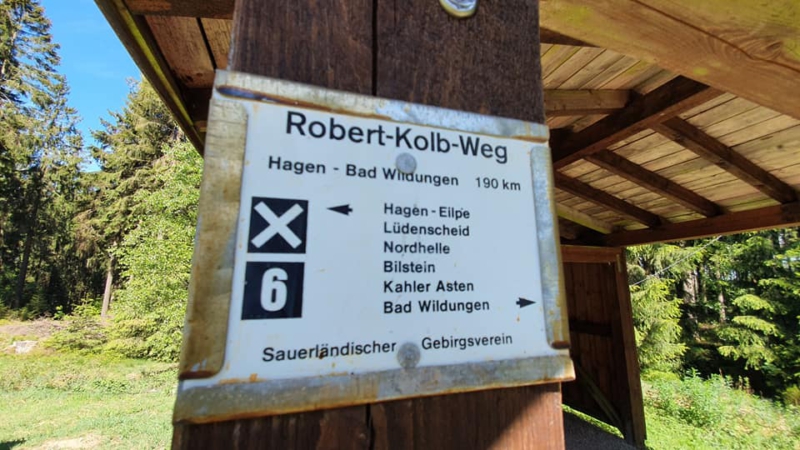 Robert-Kolb-Weg
Hagen - Bad Wildungen 190 km
Hagen - Eilpe
Lüdenscheid
Nordhelle
Bilstein
Kahler Asten
Bad Wildungen
6
Sauerländischer Gebirgsverein